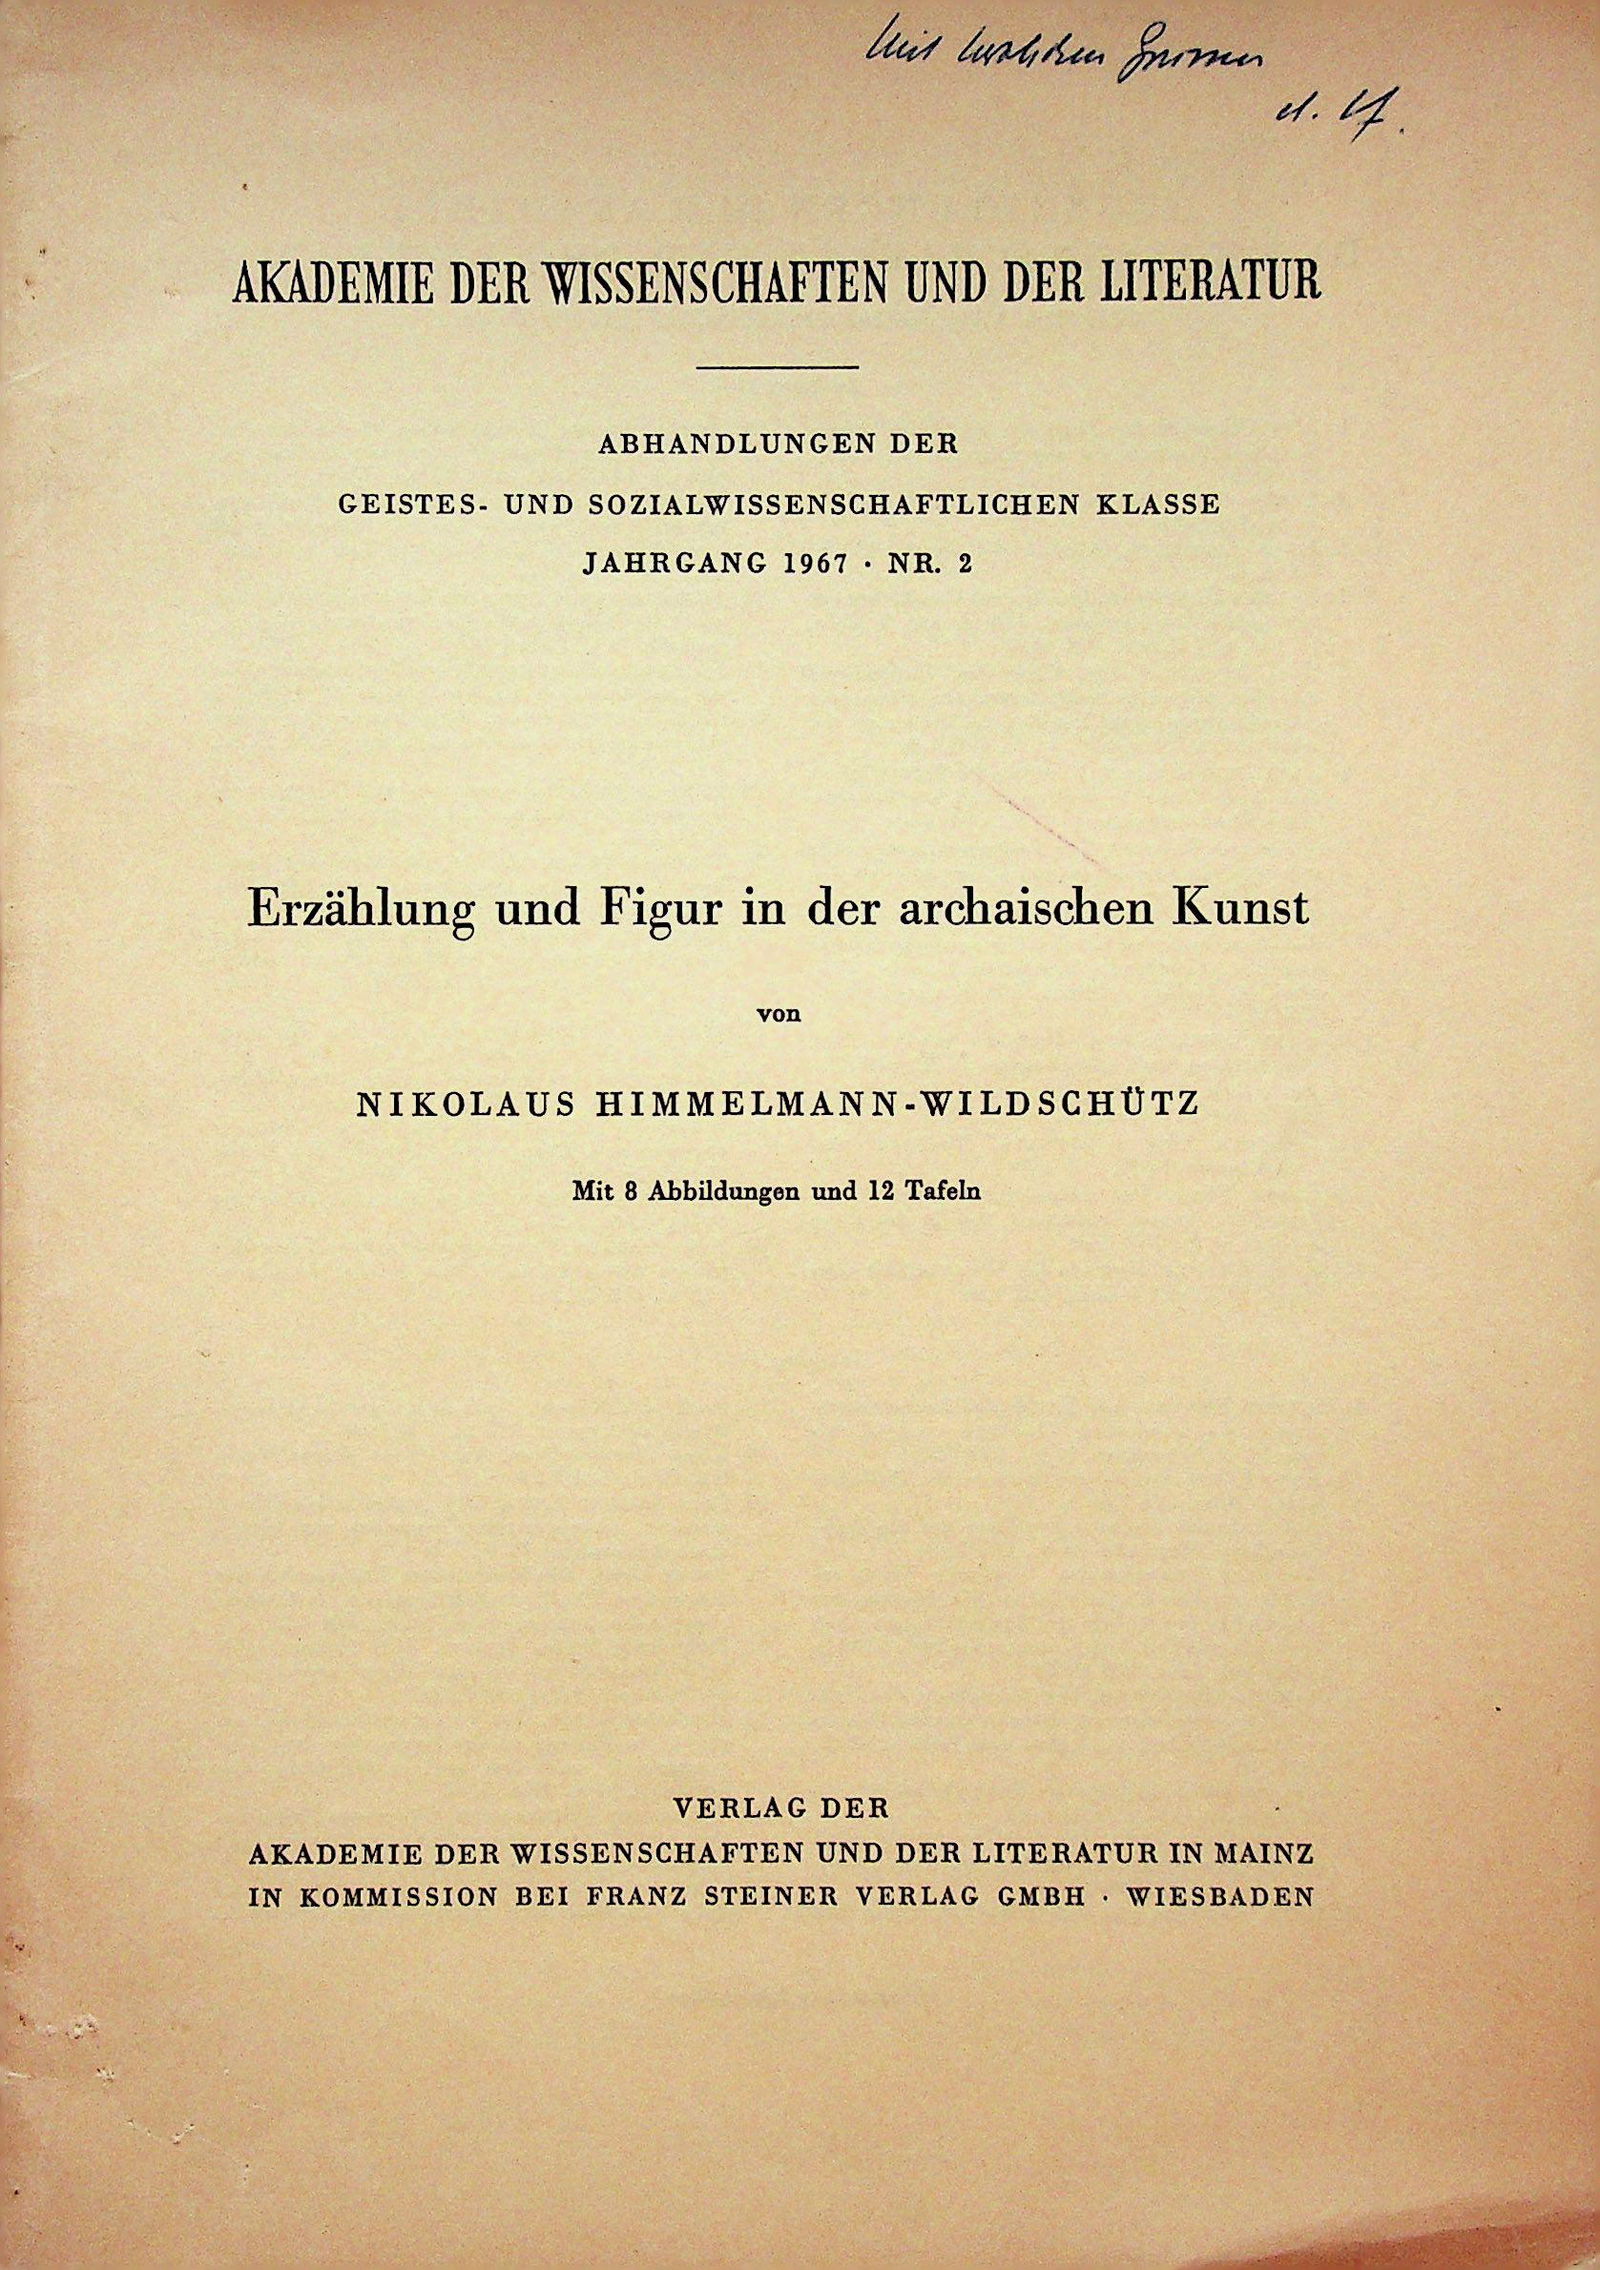 Mit herzlichen Grüssen
d. Vf.
AKADEMIE DER WISSENSCHAFTEN UND DER LITERATUR
ABHANDLUNGEN DER
GEISTES- UND SOZIALWISSENSCHAFTLICHEN KLASSE
JAHRGANG 1967 · NR. 2
Erzählung und Figur in der archaischen Kunst
von
NIKOLAUS HIMMELMANN-WILDSCHÜTZ
Mit 8 Abbildungen und 12 Tafeln
VERLAG DER
AKADEMIE DER WISSENSCHAFTEN UND DER LITERATUR IN MAINZ
IN KOMMISSION BEI FRANZ STEINER VERLAG GMBH · WIESBADEN